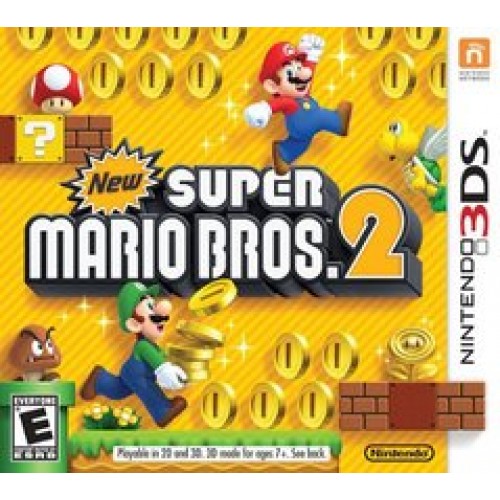 ?
New
SUPER
MARIO BROS. 2
NINTENDO 3DS
EVERYONE
E
ESRB
Playable in 2D and 3D. 3D mode for ages 7+. See back.
Nintendo